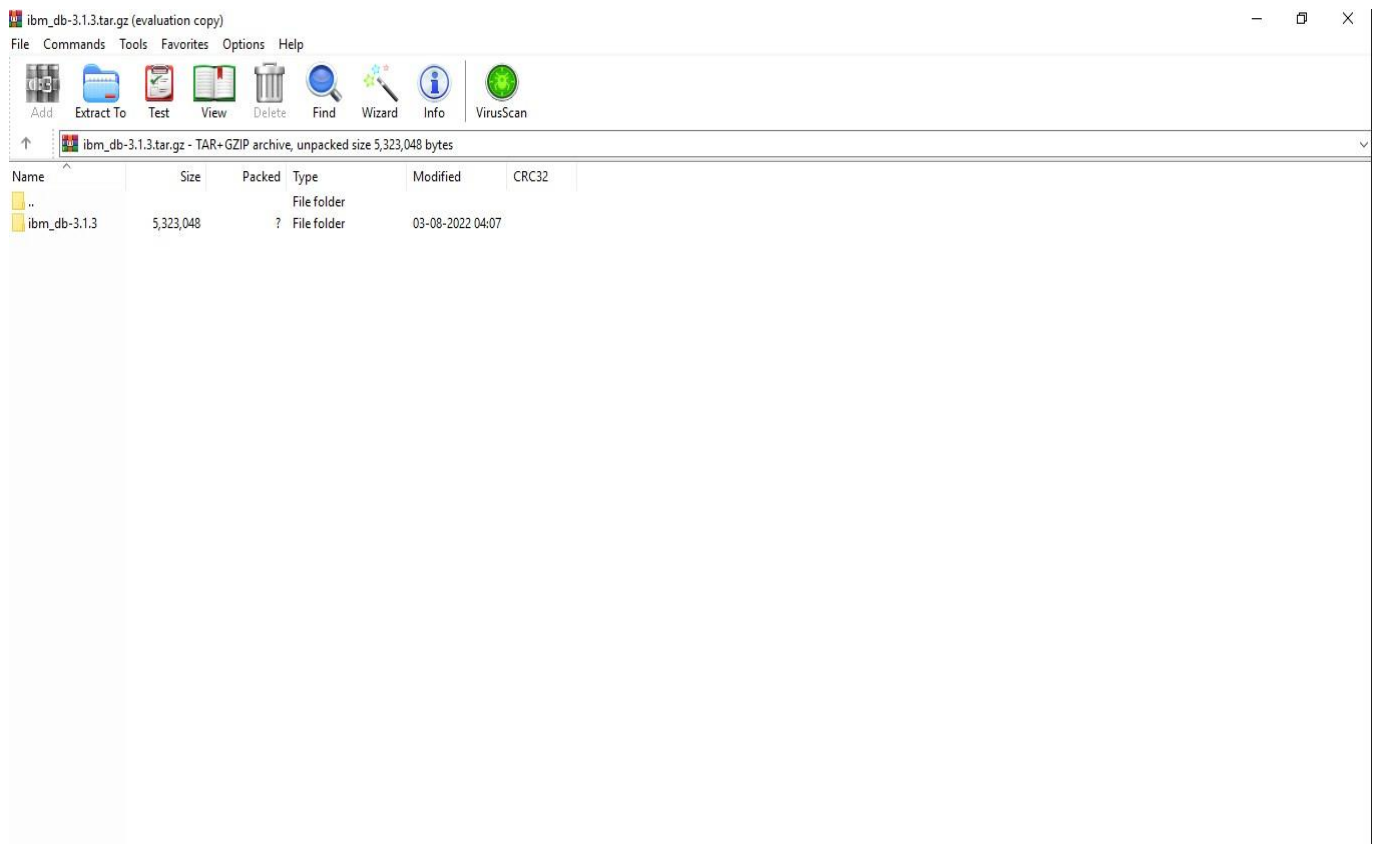 ibm_db-3.1.3.tar.gz (evaluation copy)
File Commands Tools Favorites Options Help
Add Extract To Test View Delete Find Wizard Info VirusScan
ibm_db-3.1.3.tar.gz - TAR+GZIP archive, unpacked size 5,323,048 bytes
Name Size Packed Type Modified CRC32
.. File folder
ibm_db-3.1.3 5,323,048 ? File folder 03-08-2022 04:07